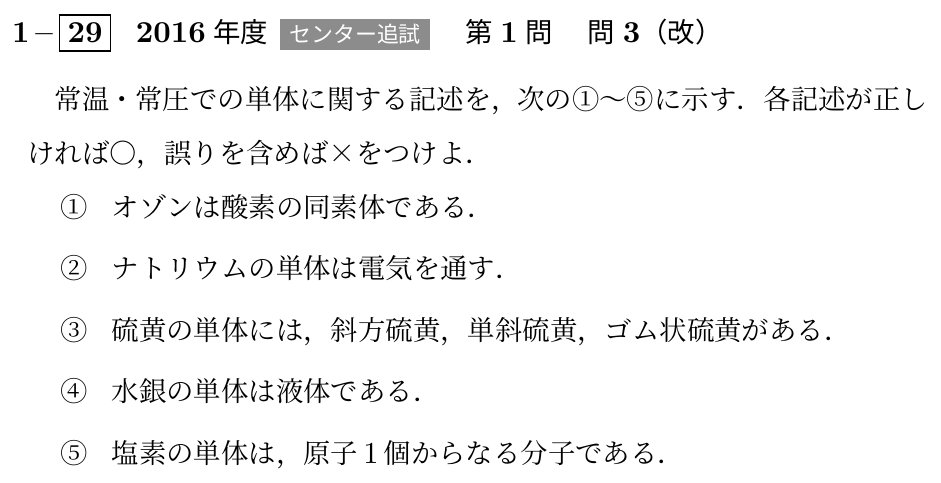 1－29 2016 年度 センター追試 第 1 問 問 3（改）
常温・常圧での単体に関する記述を，次の①～⑤に示す．各記述が正し
ければ○，誤りを含めば×をつけよ．
① オゾンは酸素の同素体である．
② ナトリウムの単体は電気を通す．
③ 硫黄の単体には，斜方硫黄，単斜硫黄，ゴム状硫黄がある．
④ 水銀の単体は液体である．
⑤ 塩素の単体は，原子１個からなる分子である．